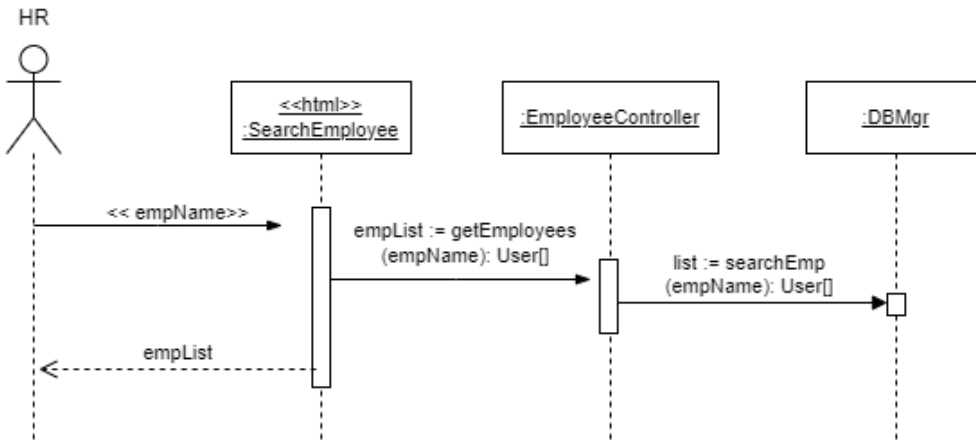 HR
<<html>>
:SearchEmployee
:EmployeeController
:DBMgr
<< empName>>
empList := getEmployees
(empName): User[]
list := searchEmp
(empName): User[]
empList